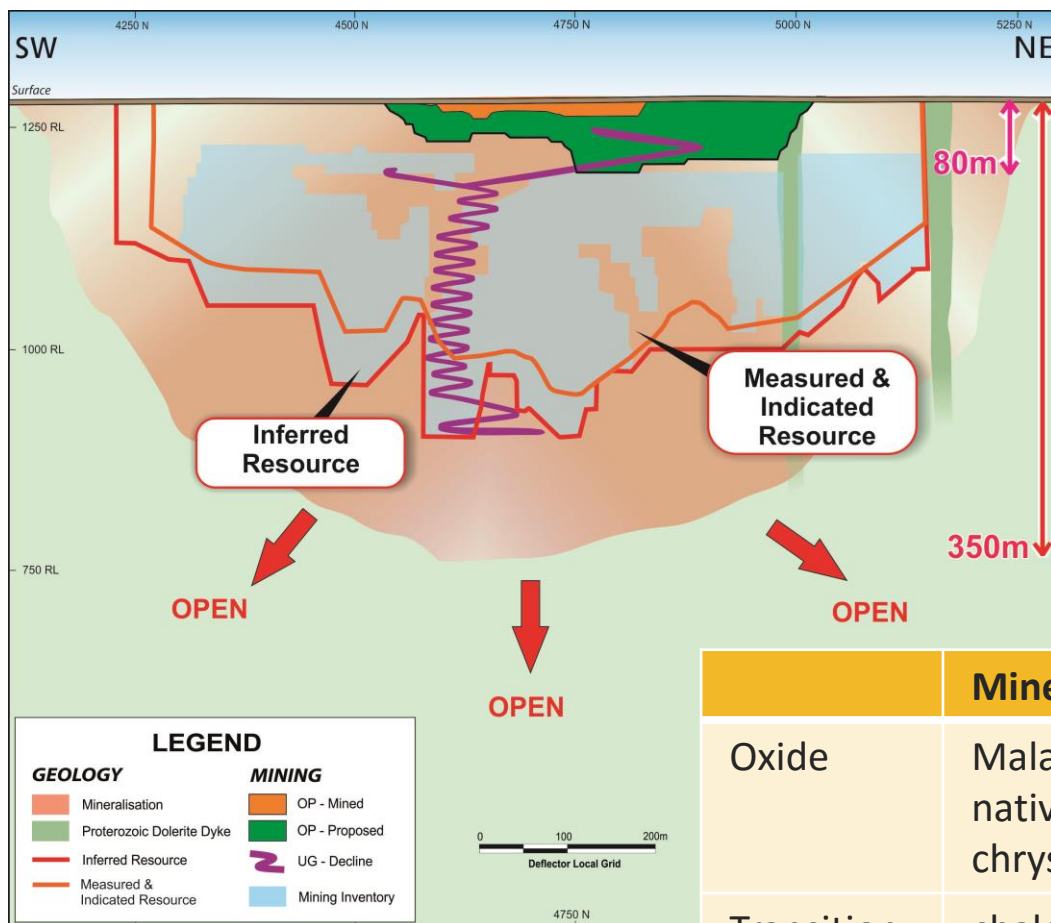 4250 N 4500 N 4750 N 5000 N 5250 N
SW
Surface
1250 RL
80m
1000 RL
Inferred
Resource
Measured &
Indicated
Resource
750 RL
350m
OPEN
OPEN
OPEN
LEGEND
GEOLOGY
Mineralisation
Proterozoic Dolerite Dyke
Inferred Resource
Measured &
Indicated Resource
MINING
OP - Mined
OP - Proposed
UG - Decline
Mining Inventory
0 100 200m
Deflector Local Grid
4750 N
Oxide